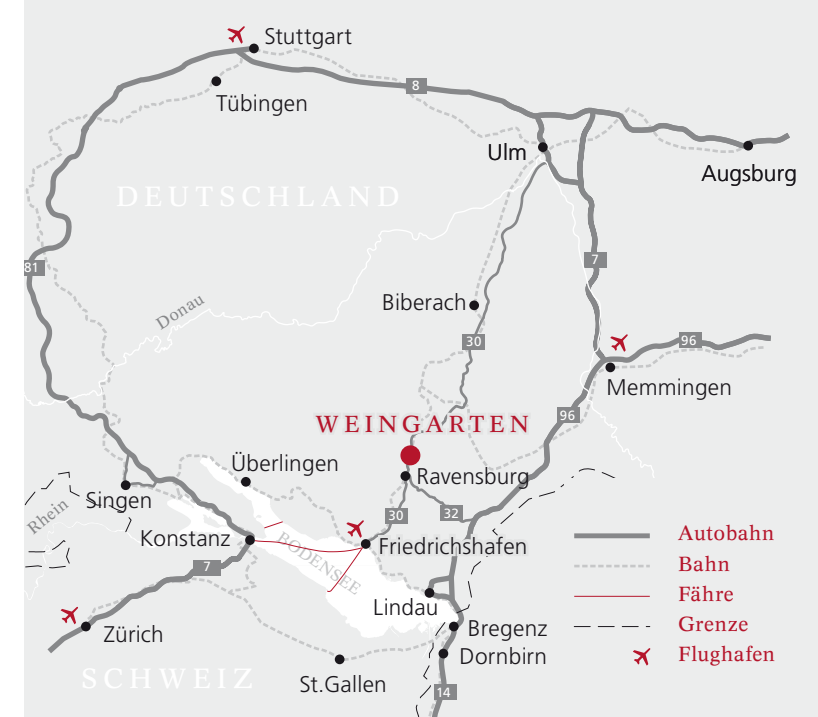 Stuttgart
8
Tübingen
Ulm
Augsburg
DEUTSCHLAND
81
7
Donau
Biberach
30
96
Memmingen
96
WEINGARTEN
Überlingen
Ravensburg
Singen
Rhein
30
32
Konstanz
Friedrichshafen
BODENSEE
7
Lindau
Zürich
Bregenz
Dornbirn
SCHWEIZ
St.Gallen
14
Autobahn
Bahn
Fähre
Grenze
Flughafen